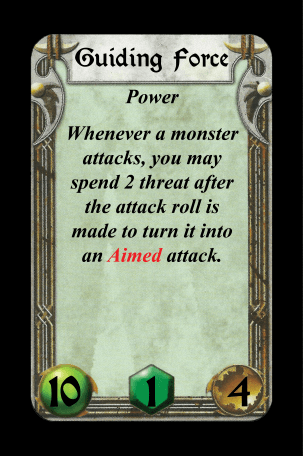 Guiding Force
Power
Whenever a monster
attacks, you may
spend 2 threat after
the attack roll is
made to turn it into
an Aimed attack.
10 1 4